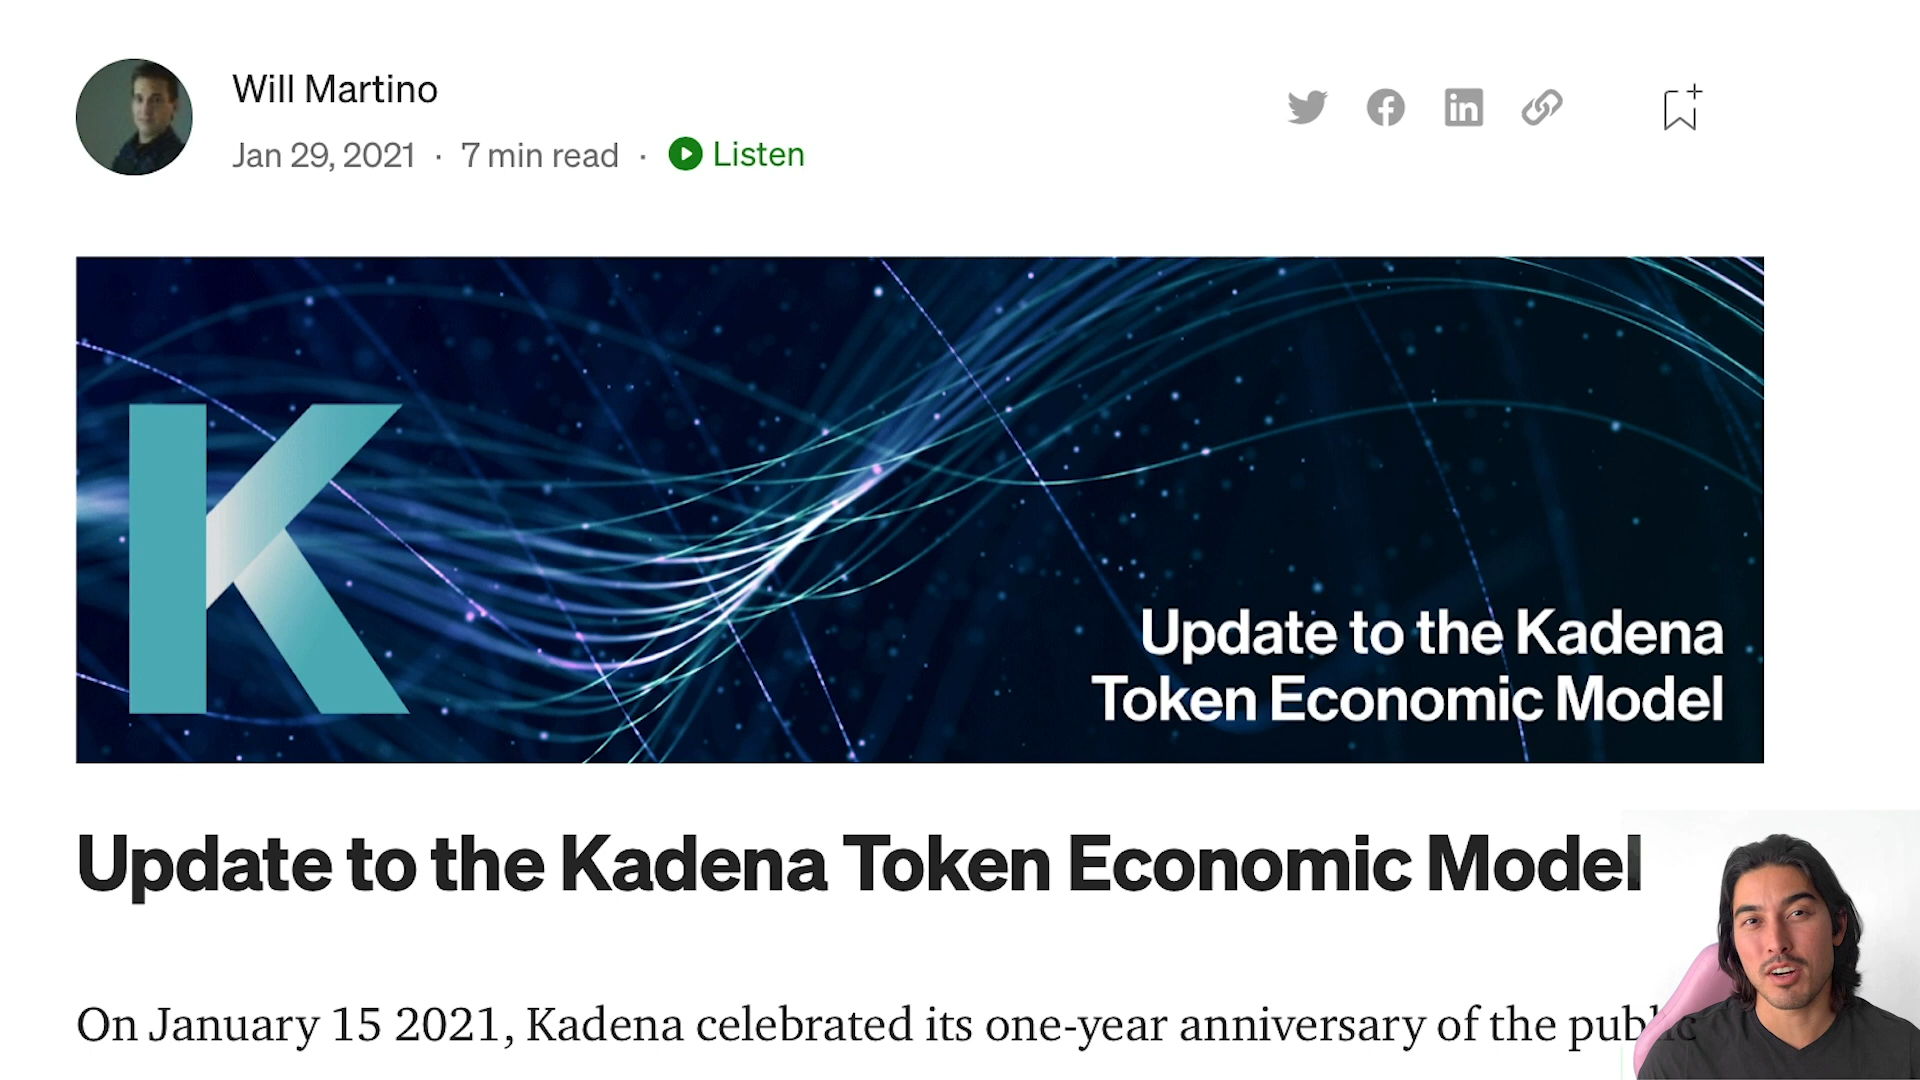 Will Martino
Jan 29, 2021 · 7 min read · Listen
Update to the Kadena
Token Economic Model
Update to the Kadena Token Economic Model
On January 15 2021, Kadena celebrated its one-year anniversary of the public